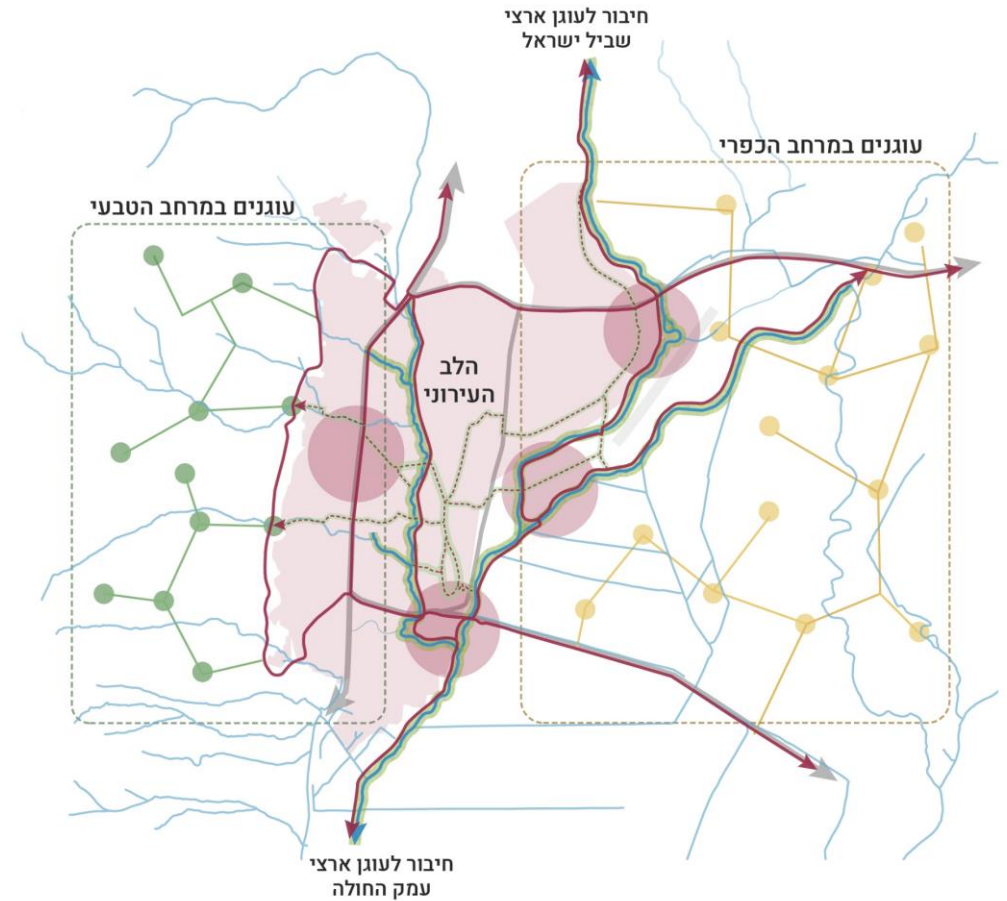 חיבור לעוגן ארצי
שביל ישראל
עוגנים במרחב הכפרי
עוגנים במרחב הטבעי
הלב
העירוני
חיבור לעוגן ארצי
עמק החולה